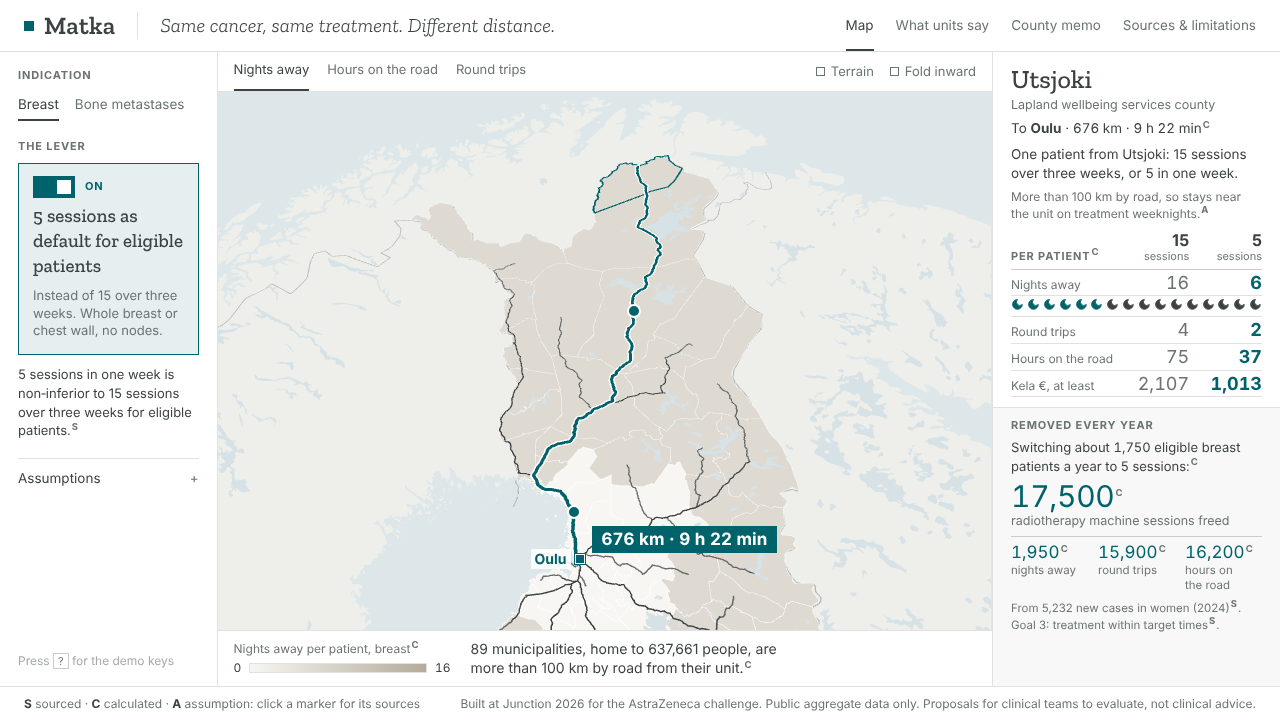 Matka
Same cancer, same treatment. Different distance.
Map
What units say
County memo
Sources & limitations
INDICATION
Breast
Bone metastases
THE LEVER
ON
5 sessions as
default for eligible
patients
Instead of 15 over three
weeks. Whole breast or
chest wall, no nodes.
5 sessions in one week is
non-inferior to 15 sessions
over three weeks for eligible
patients.S
Assumptions +
Press ? for the demo keys
Nights away
Hours on the road
Round trips
Terrain
Fold inward
676 km · 9 h 22 min
Oulu
Nights away per patient, breastC
0 16
89 municipalities, home to 637,661 people, are
more than 100 km by road from their unit.C
Utsjoki
Lapland wellbeing services county
To Oulu · 676 km · 9 h 22 minC
One patient from Utsjoki: 15 sessions
over three weeks, or 5 in one week.
More than 100 km by road, so stays near
the unit on treatment weeknights.A
PER PATIENTC 15 sessions 5 sessions
Nights away 16 6
Round trips 4 2
Hours on the road 75 37
Kela €, at least 2,107 1,013
REMOVED EVERY YEAR
Switching about 1,750 eligible breast
patients a year to 5 sessions:C
17,500C
radiotherapy machine sessions freed
1,950C 15,900C 16,200C
nights away round trips hours on
the road
From 5,232 new cases in women (2024)S.
Goal 3: treatment within target timesS.
S sourced · C calculated · A assumption: click a marker for its sources
Built at Junction 2026 for the AstraZeneca challenge. Public aggregate data only. Proposals for clinical teams to evaluate, not clinical advice.